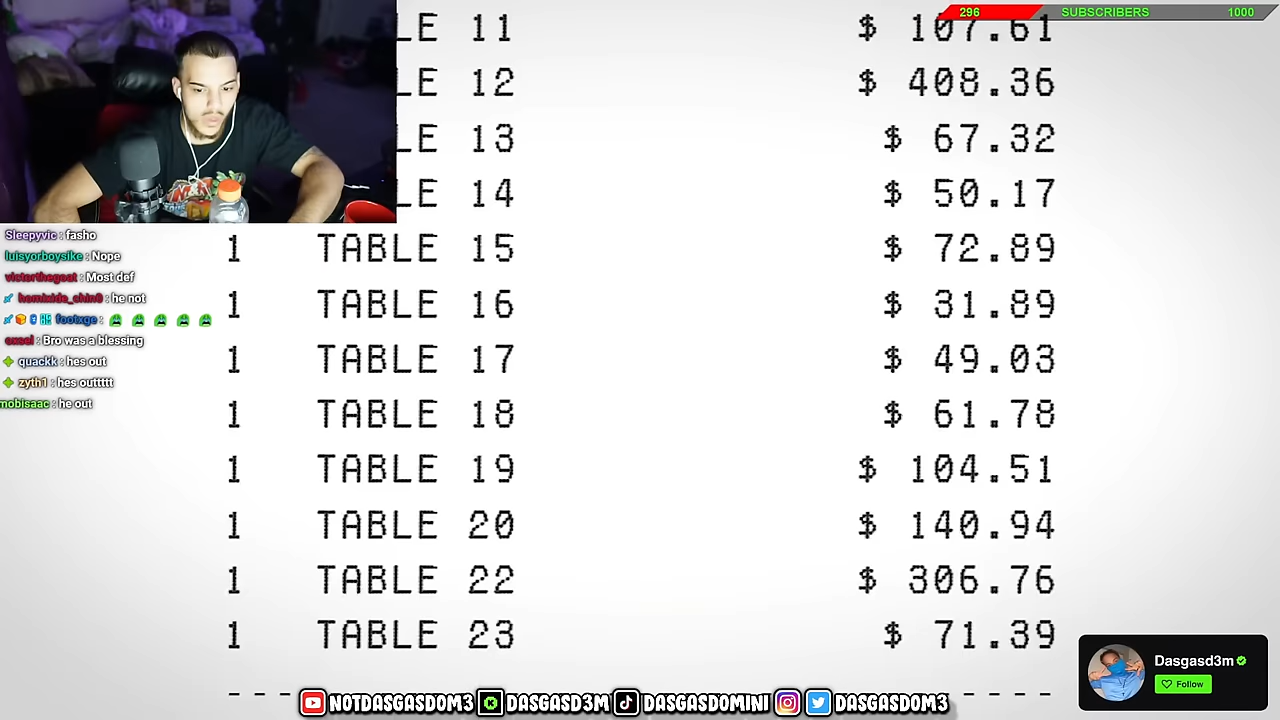 296 SUBSCRIBERS 1000
LE 11 $ 107.61
LE 12 $ 408.36
LE 13 $ 67.32
LE 14 $ 50.17
1 TABLE 15 $ 72.89
1 TABLE 16 $ 31.89
1 TABLE 17 $ 49.03
1 TABLE 18 $ 61.78
1 TABLE 19 $ 104.51
1 TABLE 20 $ 140.94
1 TABLE 22 $ 306.76
1 TABLE 23 $ 71.39
Sleepyvic : fasho
luisyorboysike : Nope
victorthegoat : Most def
homixide_chin0 : he not
footxge :
: Bro was a blessing
quackk : hes out
zyth1 : hes outtttt
mobisaac : he out
Dasgasd3m
Follow
NOTDASGASDOM3 DASGASD3M DASGASDOMINI DASGASDOM3